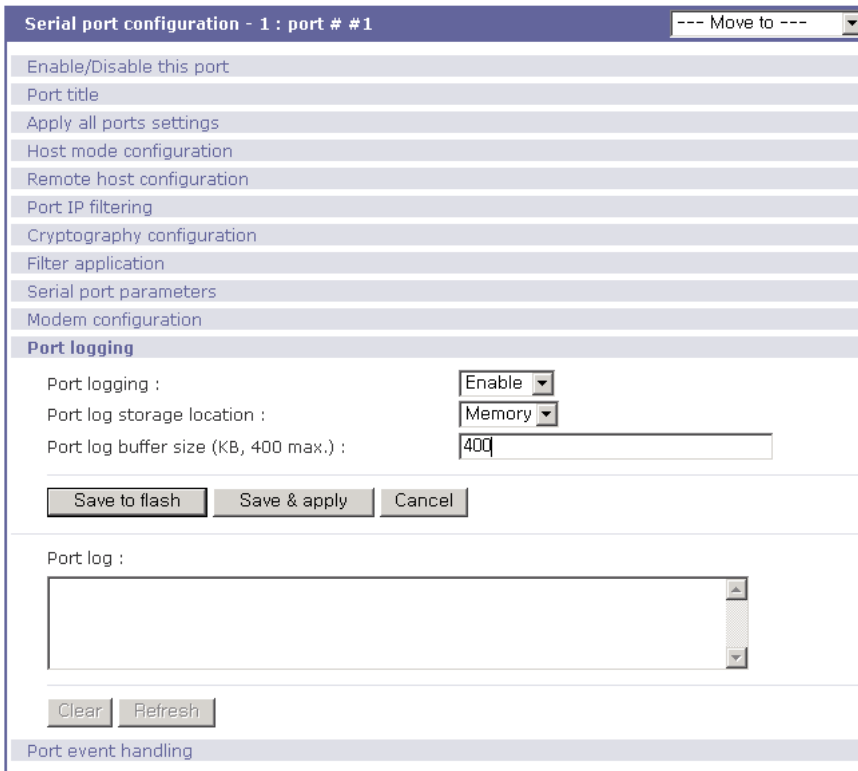 Serial port configuration - 1 : port # #1 --- Move to ---
Enable/Disable this port
Port title
Apply all ports settings
Host mode configuration
Remote host configuration
Port IP filtering
Cryptography configuration
Filter application
Serial port parameters
Modem configuration
Port logging
Port logging : Enable
Port log storage location : Memory
Port log buffer size (KB, 400 max.) : 400
Save to flash Save & apply Cancel
Port log :
Clear Refresh
Port event handling